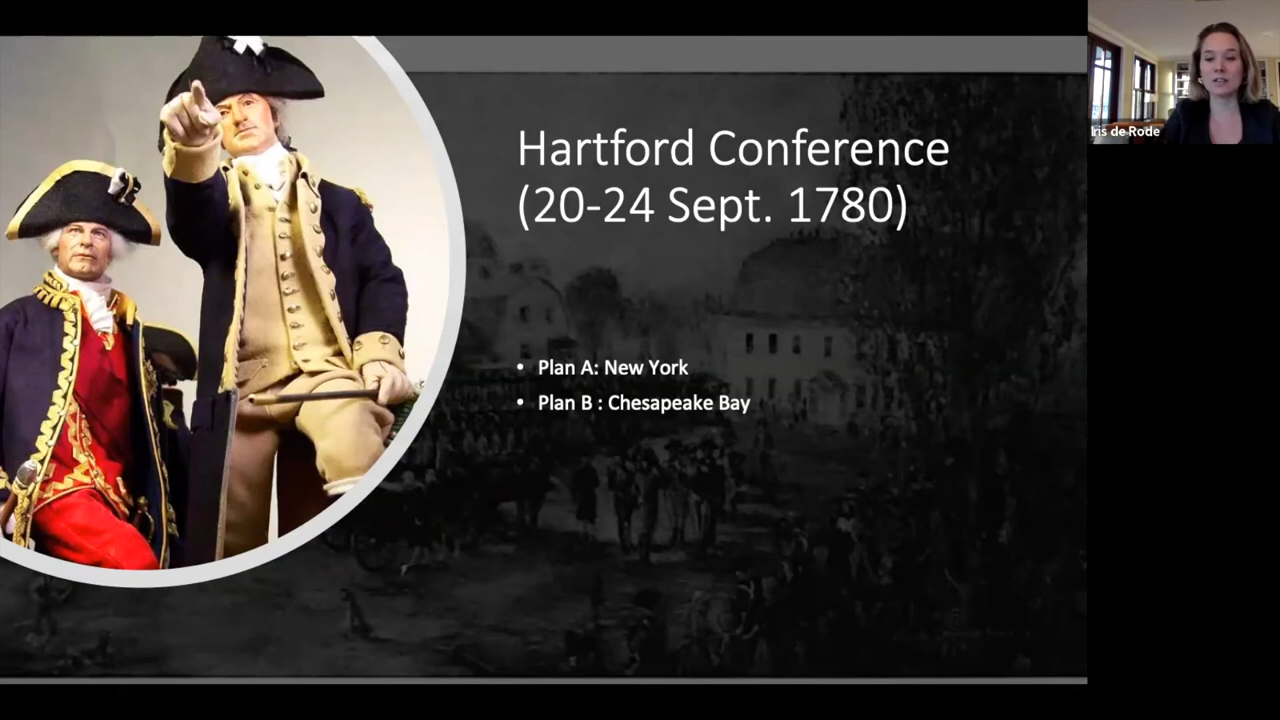 Hartford Conference
(20-24 Sept. 1780)
• Plan A: New York
• Plan B : Chesapeake Bay
Iris de Rode